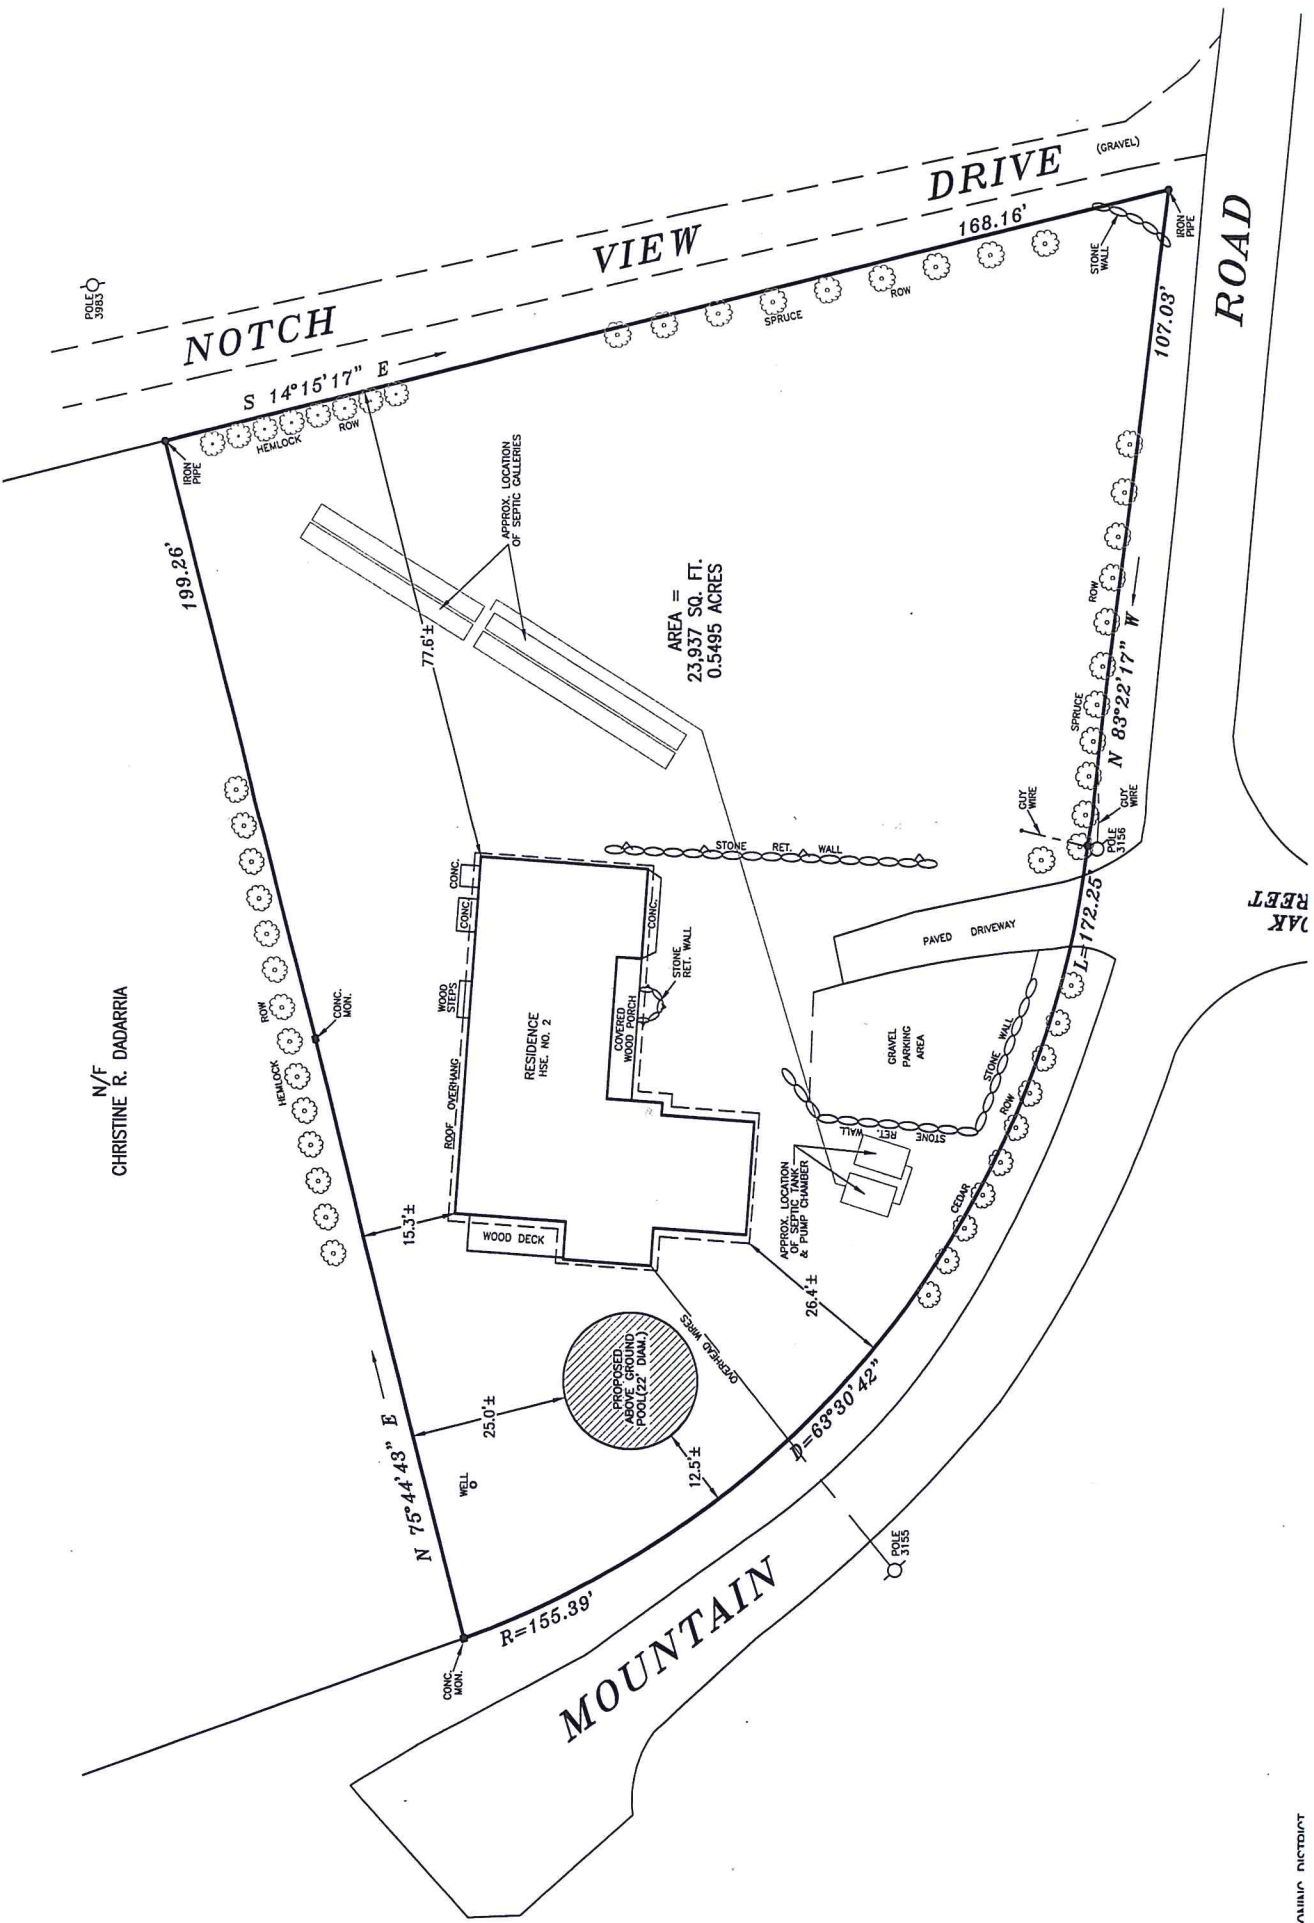 POLE
3983
NOTCH
VIEW
DRIVE
(GRAVEL)
168.16'
S 14°15'17" E
IRON
PIPE
HEMLOCK
ROW
SPRUCE
ROW
STONE
WALL
IRON
PIPE
ROAD
107.03'
199.26'
APPROX. LOCATION
OF SEPTIC GALLERIES
77.6'±
AREA =
23,937 SQ. FT.
0.5495 ACRES
ROW
SPRUCE
N 83°22'17" W
GUY
WIRE
GUY
WIRE
POLE
3156
N/F
CHRISTINE R. DADARRIA
HEMLOCK
ROW
CONC.
MON.
CONC.
CONC.
WOOD
STEPS
ROOF OVERHANG
RESIDENCE
HSE. NO. 2
COVERED
WOOD PORCH
CONC.
STONE
RET. WALL
STONE RET. WALL
PAVED DRIVEWAY
L=172.25'
OAK
REET
GRAVEL
PARKING
AREA
STONE WALL
STONE RET. WALL
APPROX. LOCATION
OF SEPTIC TANK
& PUMP CHAMBER
CEDAR
ROW
15.3'±
WOOD DECK
26.4'±
OVERHEAD WIRES
PROPOSED
ABOVE GROUND
POOL(22' DIAM.)
25.0'±
12.5'±
WELL
N 75°44'43" E
D=63°30'42"
POLE
3155
R=155.39'
CONC.
MON.
MOUNTAIN
ONING DISTRICT